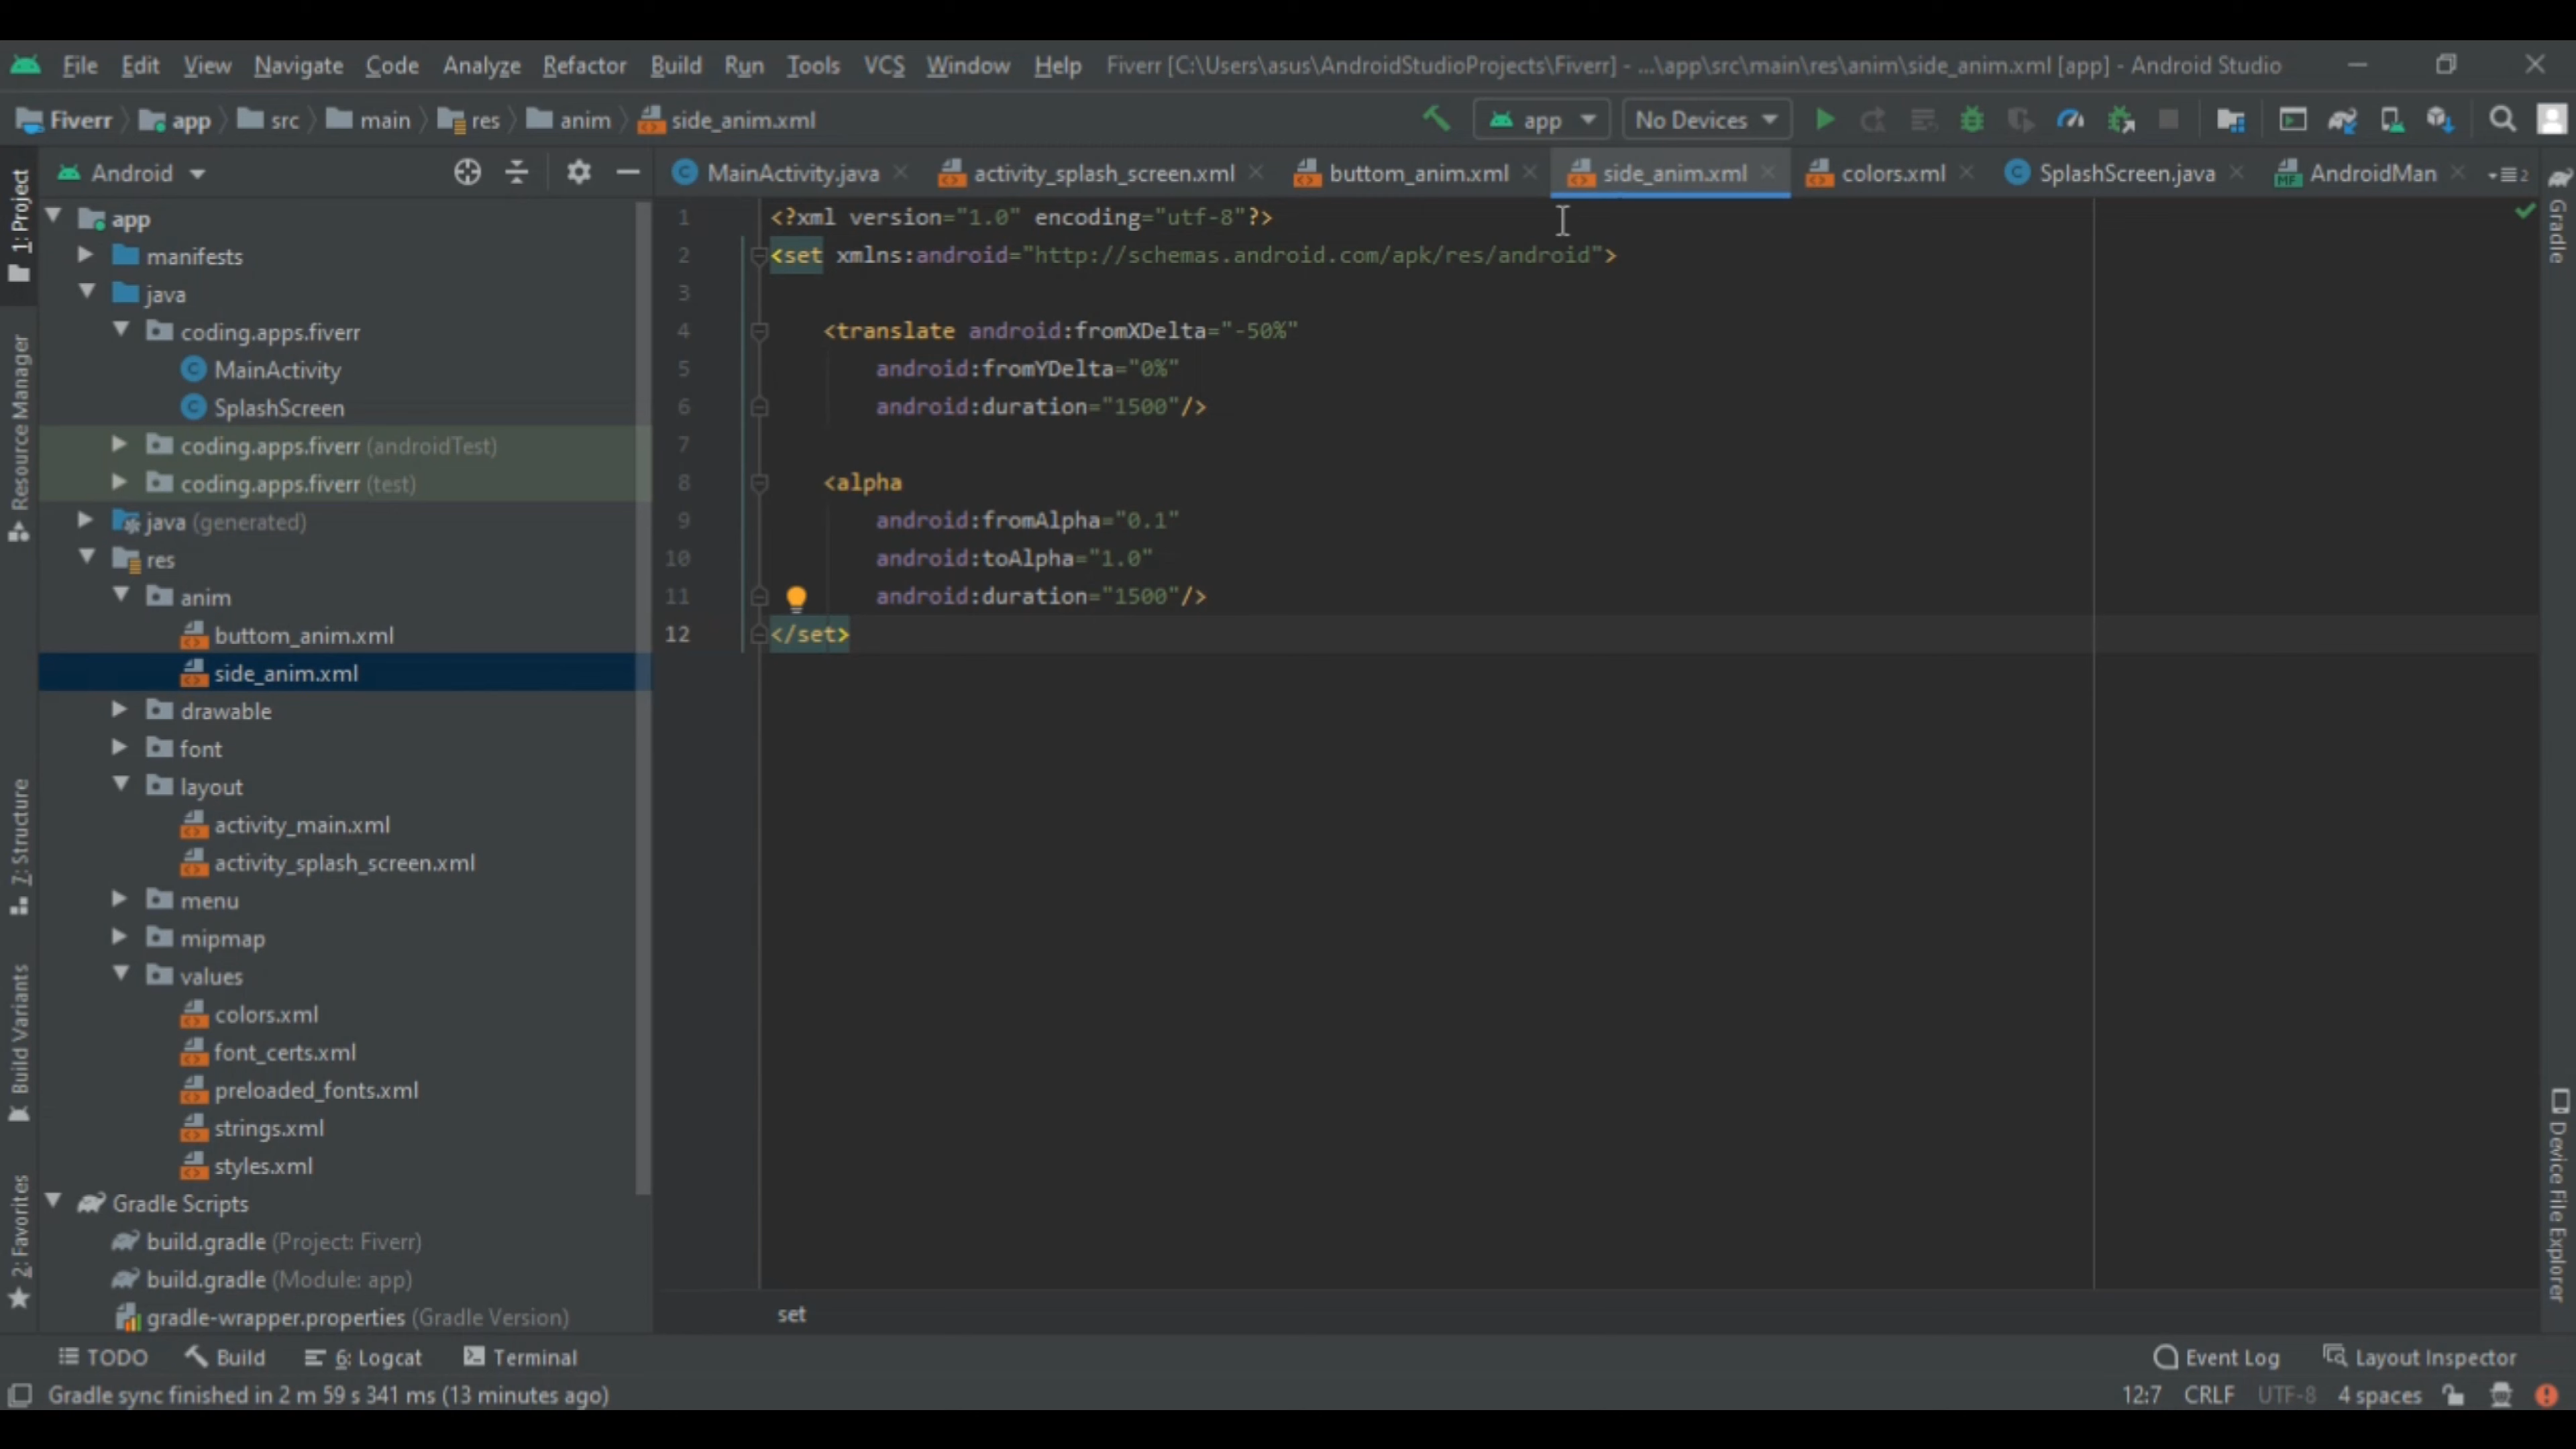 File Edit View Navigate Code Analyze Refactor Build Run Tools VCS Window Help Fiverr [C:\Users\asus\AndroidStudioProjects\Fiverr] - ...\app\src\main\res\anim\side_anim.xml [app] - Android Studio
Fiverr app src main res anim side_anim.xml app No Devices
1: Project
Resource Manager
7: Structure
Build Variants
2: Favorites
Android
app
manifests
java
coding.apps.fiverr
MainActivity
SplashScreen
coding.apps.fiverr (androidTest)
coding.apps.fiverr (test)
java (generated)
res
anim
buttom_anim.xml
side_anim.xml
drawable
font
layout
activity_main.xml
activity_splash_screen.xml
menu
mipmap
values
colors.xml
font_certs.xml
preloaded_fonts.xml
strings.xml
styles.xml
Gradle Scripts
build.gradle (Project: Fiverr)
build.gradle (Module: app)
gradle-wrapper.properties (Gradle Version)
MainActivity.java activity_splash_screen.xml buttom_anim.xml side_anim.xml colors.xml SplashScreen.java MF AndroidMan 2
1 <?xml version="1.0" encoding="utf-8"?>
2 <set xmlns:android="http://schemas.android.com/apk/res/android">
3
4 <translate android:fromXDelta="-50%"
5 android:fromYDelta="0%"
6 android:duration="1500"/>
7
8 <alpha
9 android:fromAlpha="0.1"
10 android:toAlpha="1.0"
11 android:duration="1500"/>
12 </set>
set
Gradle
Device File Explorer
TODO Build 6: Logcat Terminal Event Log Layout Inspector
Gradle sync finished in 2 m 59 s 341 ms (13 minutes ago) 12:7 CRLF UTF-8 4 spaces